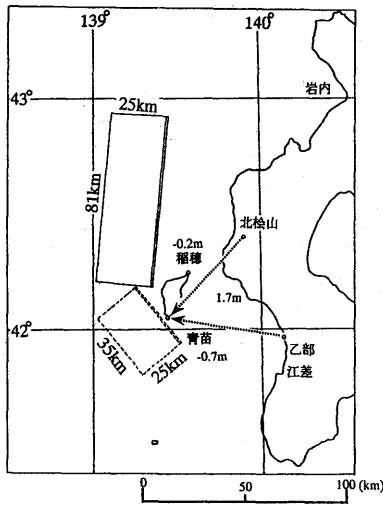 139°
140°
岩内
43°
25km
81km
北桧山
-0.2m
稲穂
1.7m
42°
青苗
-0.7m
35km
25km
乙部
江差
0
50
100 (km)